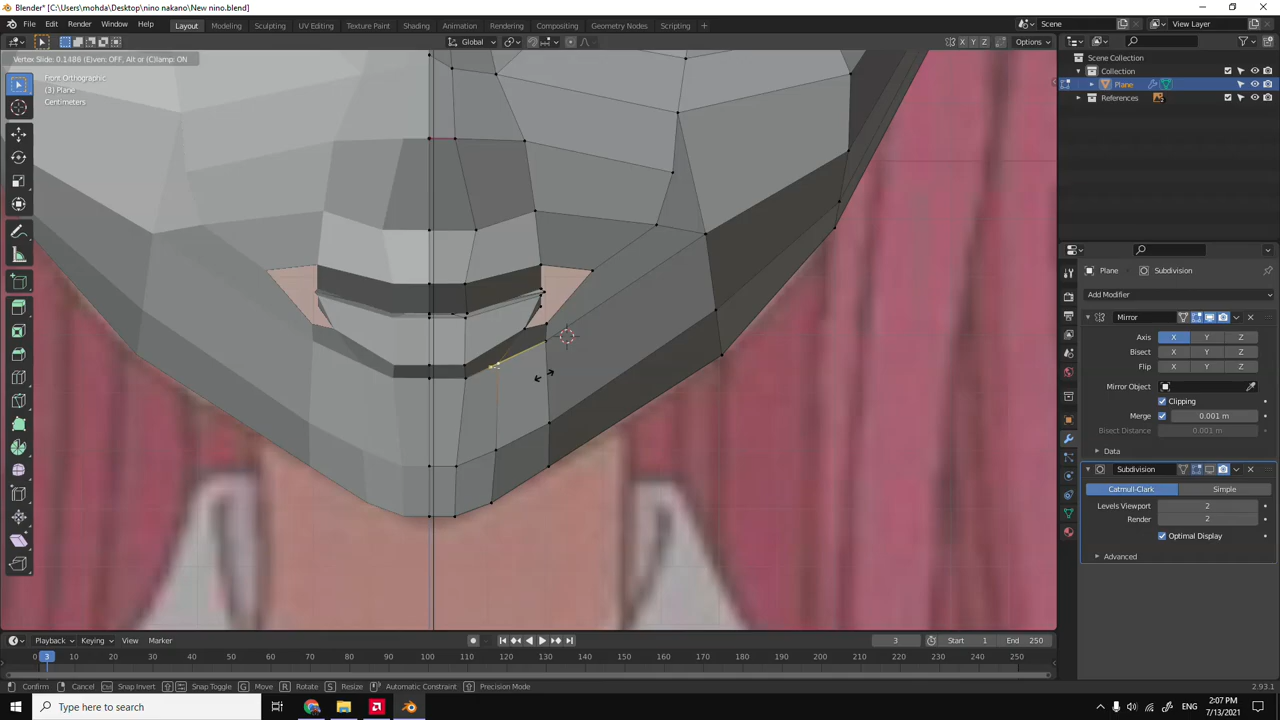 Blender* [C:\Users\mohda\Desktop\nino nakano\New nino.blend]
File Edit Render Window Help
Layout Modeling Sculpting UV Editing Texture Paint Shading Animation Rendering Compositing Geometry Nodes Scripting +
Scene View Layer
Global X Y Z Options
Vertex Slide: 0.1486 (E)ven: OFF, Alt or (C)lamp: ON
Front Orthographic
(3) Plane
Centimeters
Scene Collection
Collection
Plane
References
Plane Subdivision
Add Modifier
Mirror
Axis X Y Z
Bisect X Y Z
Flip X Y Z
Mirror Object
Clipping
Merge 0.001 m
Bisect Distance 0.001 m
Data
Subdivision
Catmull-Clark Simple
Levels Viewport 2
Render 2
Optimal Display
Advanced
Playback Keying View Marker 3 Start 1 End 250
0 3 10 20 30 40 50 60 70 80 90 100 110 120 130 140 150 160 170 180 190 200 210 220 230 240 250
Confirm Cancel Snap Invert Snap Toggle G Move R Rotate S Resize Automatic Constraint Precision Mode 2.93.1
Type here to search ENG 2:07 PM
7/13/2021